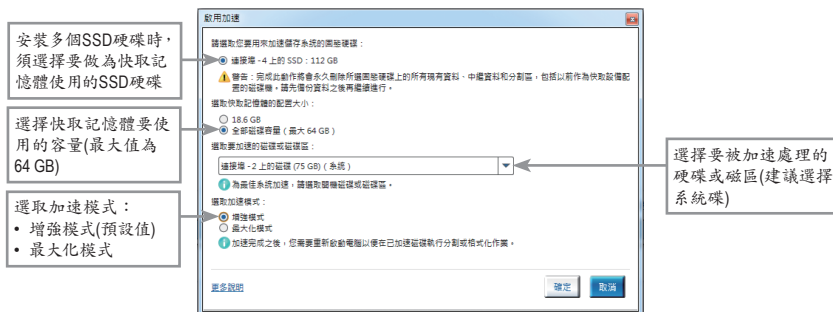 安裝多個SSD硬碟時，
須選擇要做為快取記
憶體使用的SSD硬碟
選擇快取記憶體要使
用的容量(最大值為
64 GB)
選取加速模式：
• 增強模式(預設值)
• 最大化模式
啟用加速
請選取您要用來加速儲存系統的固態硬碟：
連接埠 - 4 上的 SSD：112 GB
警告：完成此動作將會永久刪除所選固態硬碟上的所有現有資料、中繼資料和分割區，包括以前作為快取設備配
置的磁碟機。請先備份資料之後再繼續進行。
選取快取記憶體的配置大小：
18.6 GB
全部磁碟容量（最大 64 GB）
選取要加速的磁碟或磁碟區：
連接埠 - 2 上的磁碟 (75 GB)（系統）
為最佳系統加速，請選取開機磁碟或磁碟區。
選取加速模式：
增強模式
最大化模式
加速完成之後，您需要重新啟動電腦以便在已加速磁碟執行分割或格式化作業。
更多說明
確定
取消
選擇要被加速處理的
硬碟或磁區(建議選擇
系統碟)